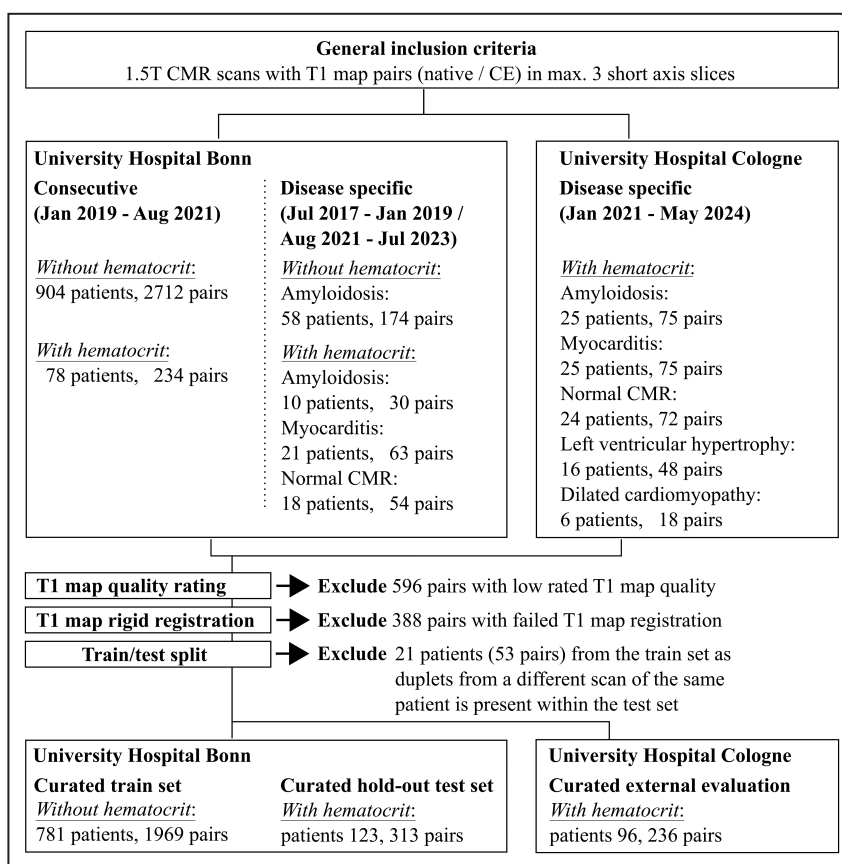 General inclusion criteria
1.5T CMR scans with T1 map pairs (native / CE) in max. 3 short axis slices
University Hospital Bonn
Consecutive
(Jan 2019 - Aug 2021)
Without hematocrit:
904 patients, 2712 pairs
With hematocrit:
78 patients, 234 pairs
Disease specific
(Jul 2017 - Jan 2019 /
Aug 2021 - Jul 2023)
Without hematocrit:
Amyloidosis:
58 patients, 174 pairs
With hematocrit:
Amyloidosis:
10 patients, 30 pairs
Myocarditis:
21 patients, 63 pairs
Normal CMR:
18 patients, 54 pairs
University Hospital Cologne
Disease specific
(Jan 2021 - May 2024)
With hematocrit:
Amyloidosis:
25 patients, 75 pairs
Myocarditis:
25 patients, 75 pairs
Normal CMR:
24 patients, 72 pairs
Left ventricular hypertrophy:
16 patients, 48 pairs
Dilated cardiomyopathy:
6 patients, 18 pairs
T1 map quality rating
Exclude 596 pairs with low rated T1 map quality
T1 map rigid registration
Exclude 388 pairs with failed T1 map registration
Train/test split
Exclude 21 patients (53 pairs) from the train set as
duplets from a different scan of the same
patient is present within the test set
University Hospital Bonn
Curated train set
Without hematocrit:
781 patients, 1969 pairs
Curated hold-out test set
With hematocrit:
patients 123, 313 pairs
University Hospital Cologne
Curated external evaluation
With hematocrit:
patients 96, 236 pairs